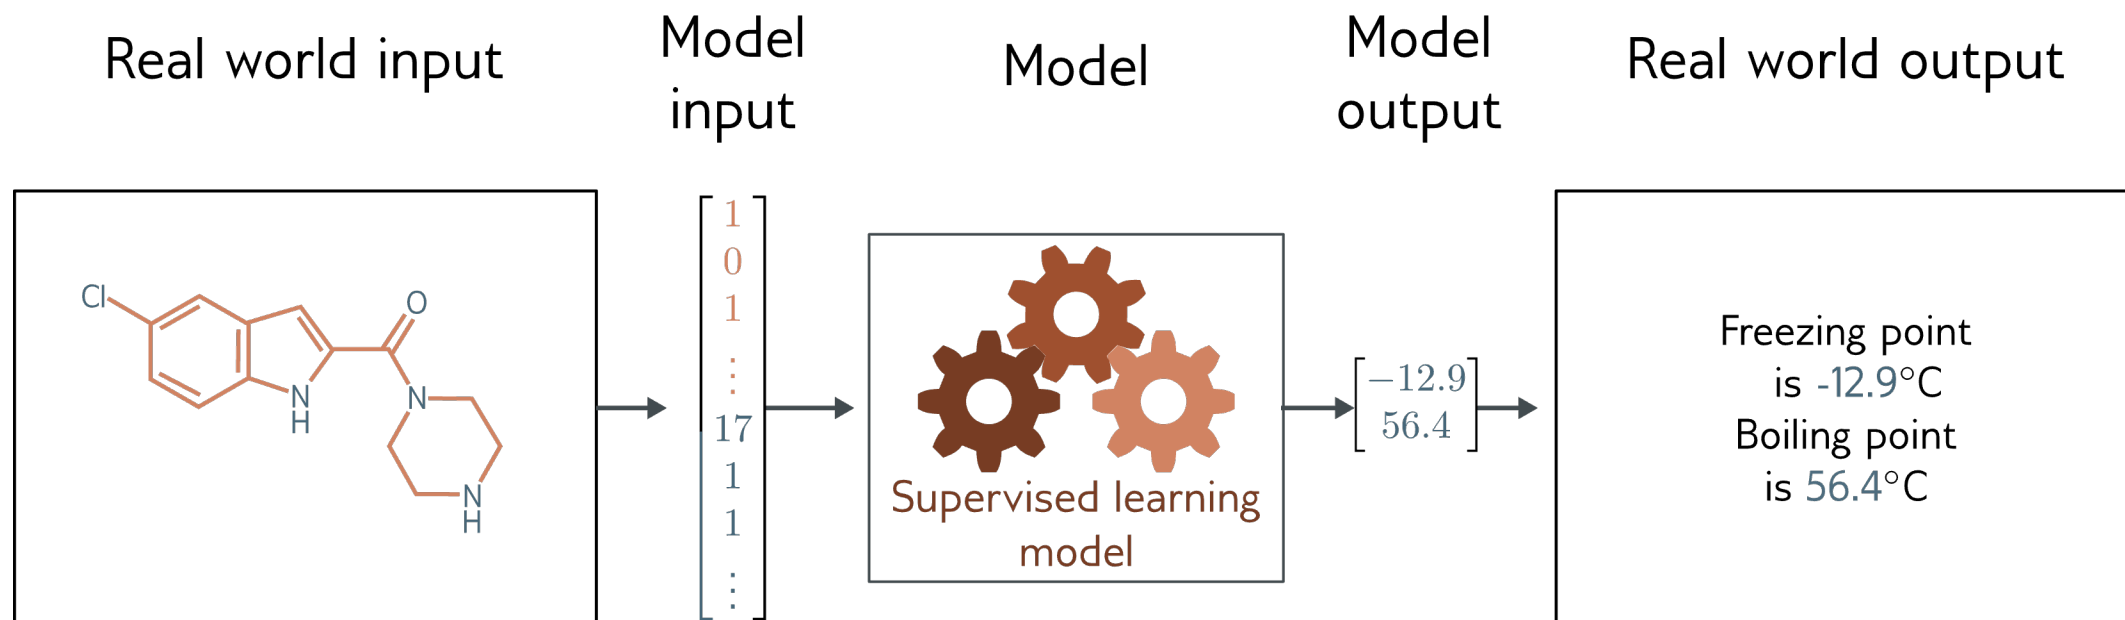 Real world input
Model
input
Model
Model
output
Real world output
Cl
O
N
H
N
N
H
1
0
1
⋮
17
1
1
⋮
Supervised learning
model
−12.9
56.4
Freezing point
is -12.9°C
Boiling point
is 56.4°C